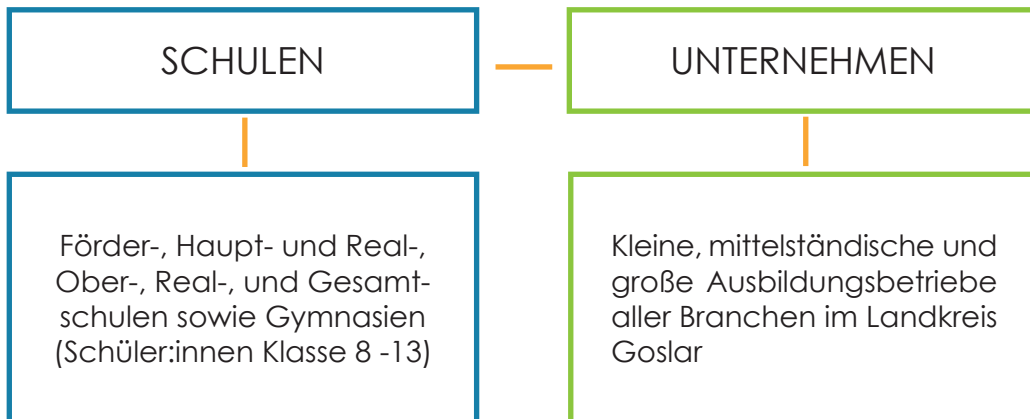 SCHULEN
UNTERNEHMEN
Förder-, Haupt- und Real-,
Ober-, Real-, und Gesamt-
schulen sowie Gymnasien
(Schüler:innen Klasse 8 -13)
Kleine, mittelständische und
große Ausbildungsbetriebe
aller Branchen im Landkreis
Goslar